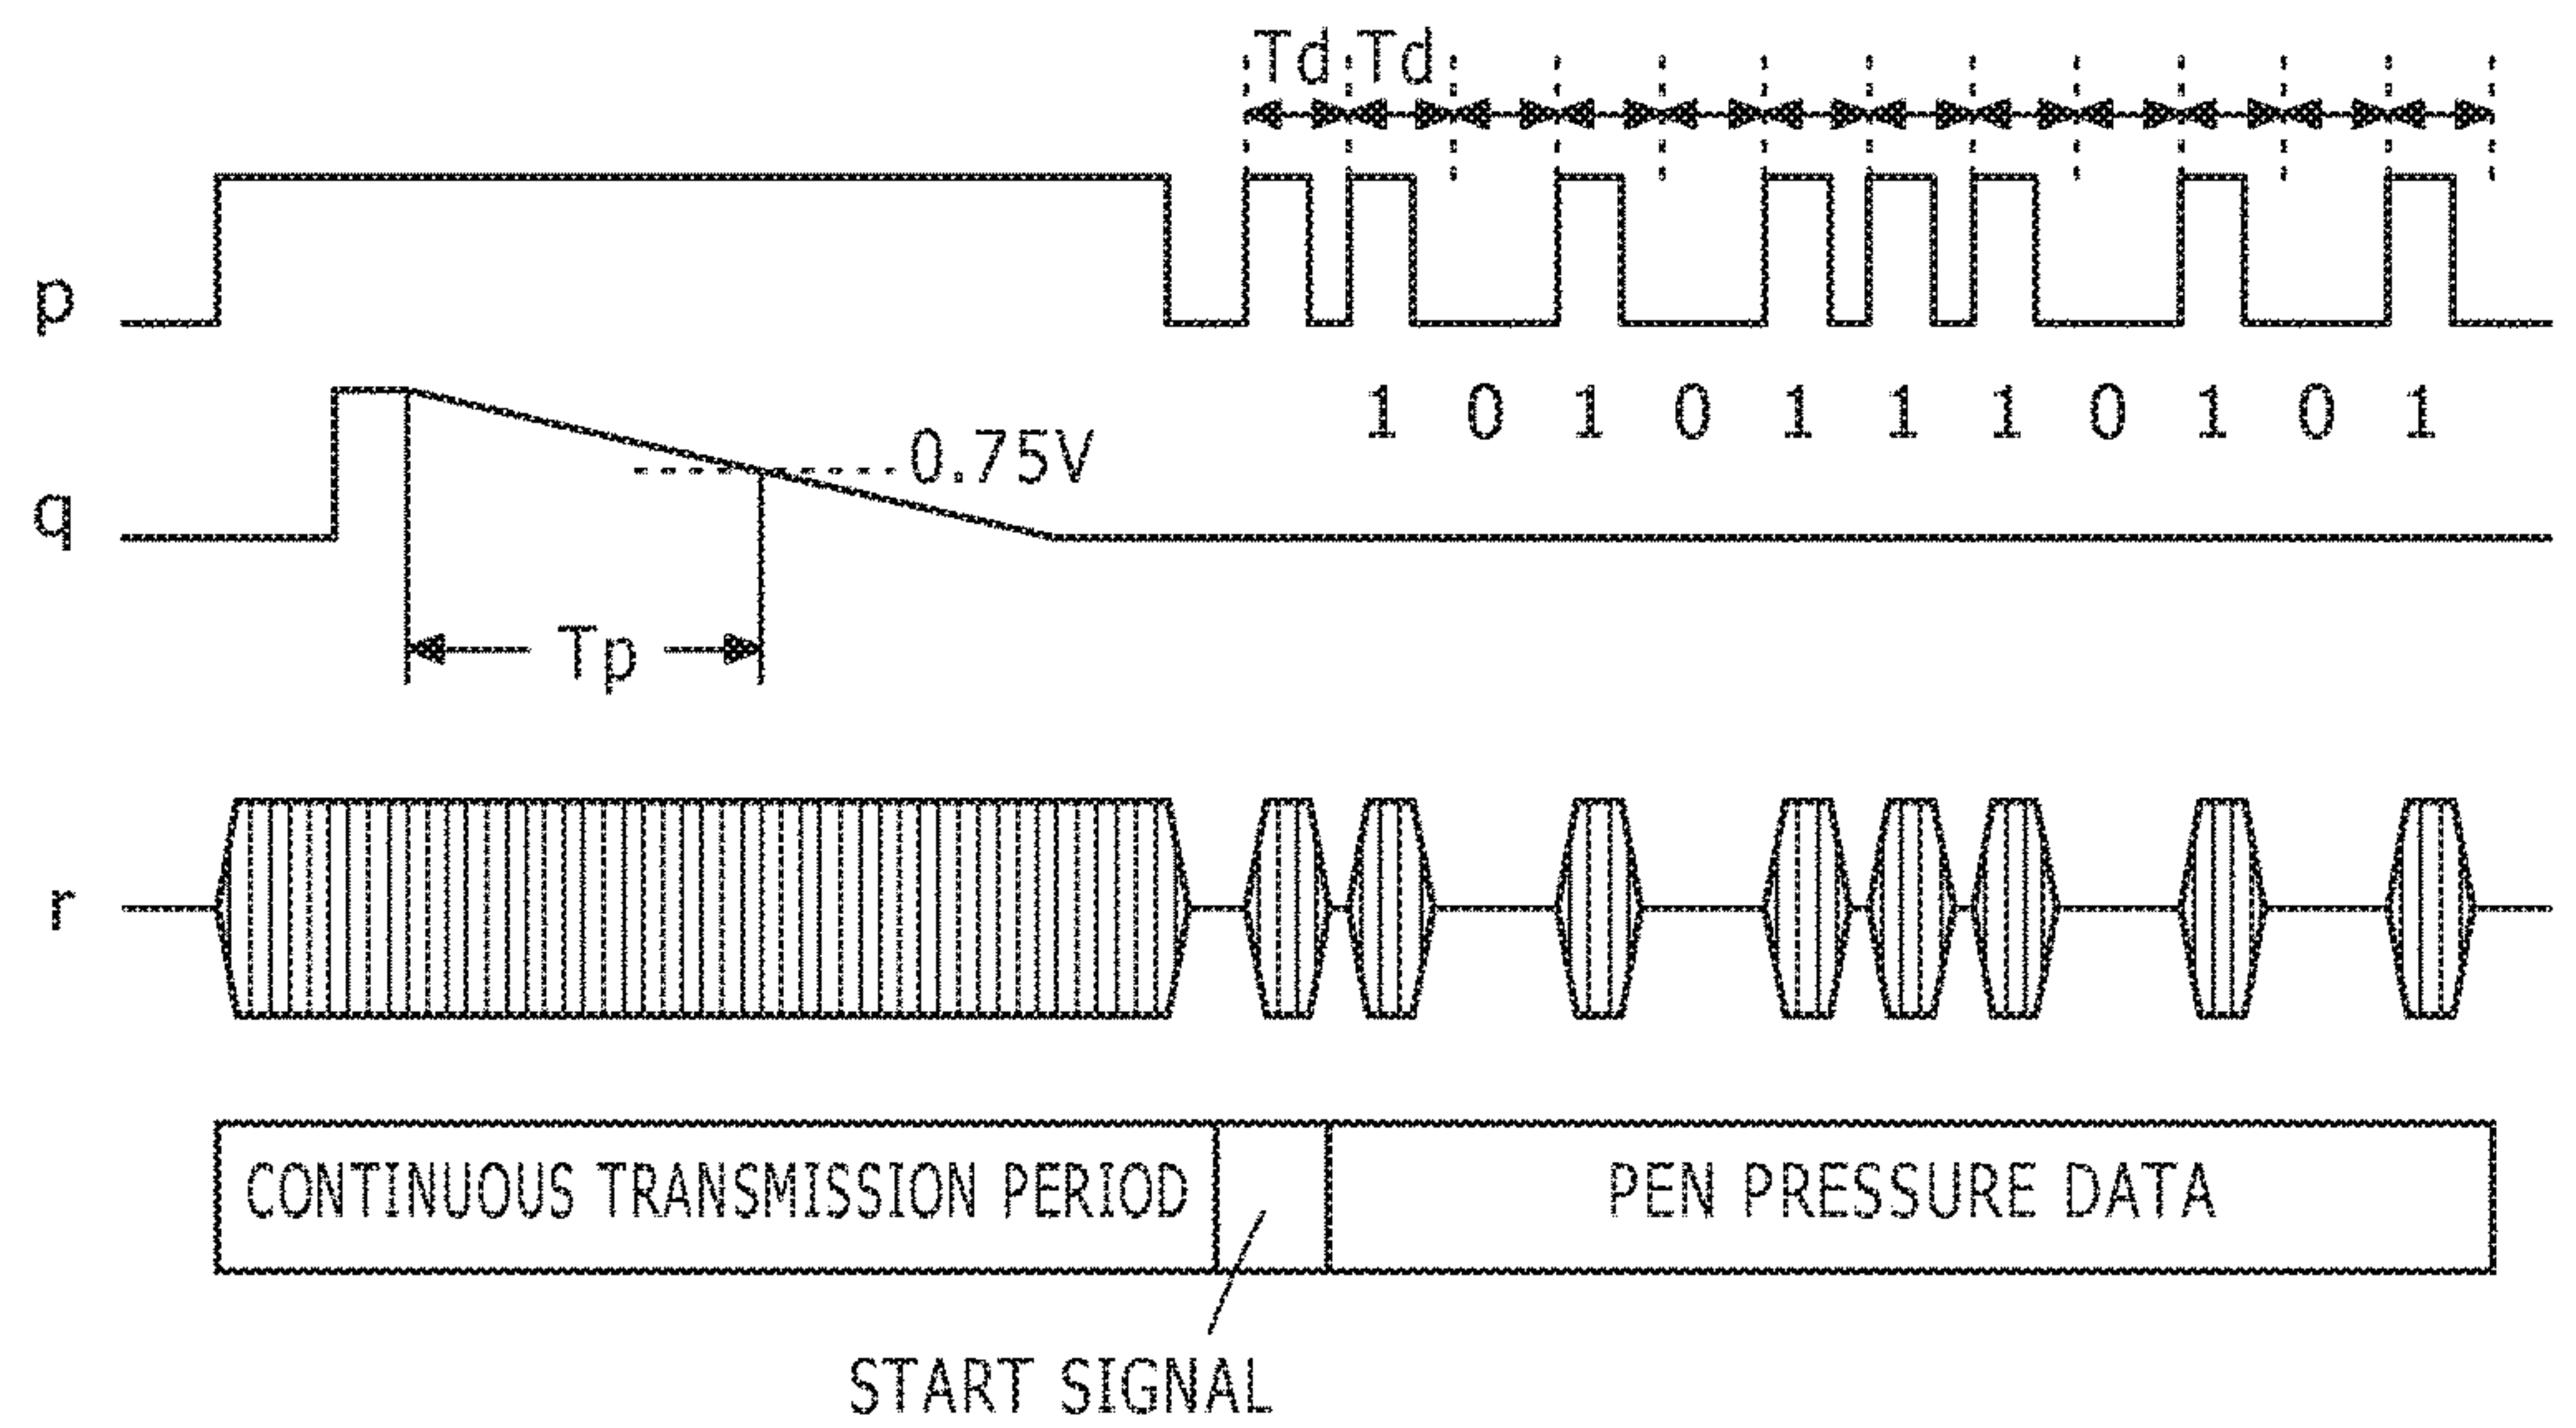 Td Td
p
1 0 1 0 1 1 1 0 1 0 1
0.75V
q
Tp
r
CONTINUOUS TRANSMISSION PERIOD
PEN PRESSURE DATA
START SIGNAL